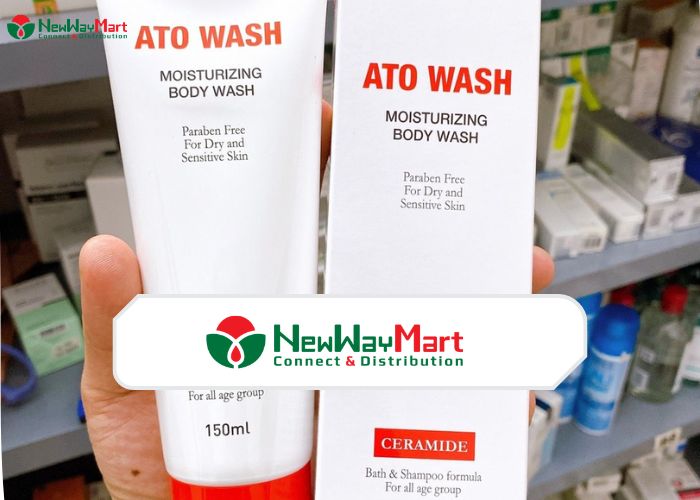 NewWayMart
Connect & Distribution
ATO WASH
MOISTURIZING
BODY WASH
Paraben Free
For Dry and
Sensitive Skin
For all age group
150ml
ATO WASH
MOISTURIZING
BODY WASH
Paraben Free
For Dry and
Sensitive Skin
CERAMIDE
Bath & Shampoo formula
For all age group
NewWayMart
Connect & Distribution